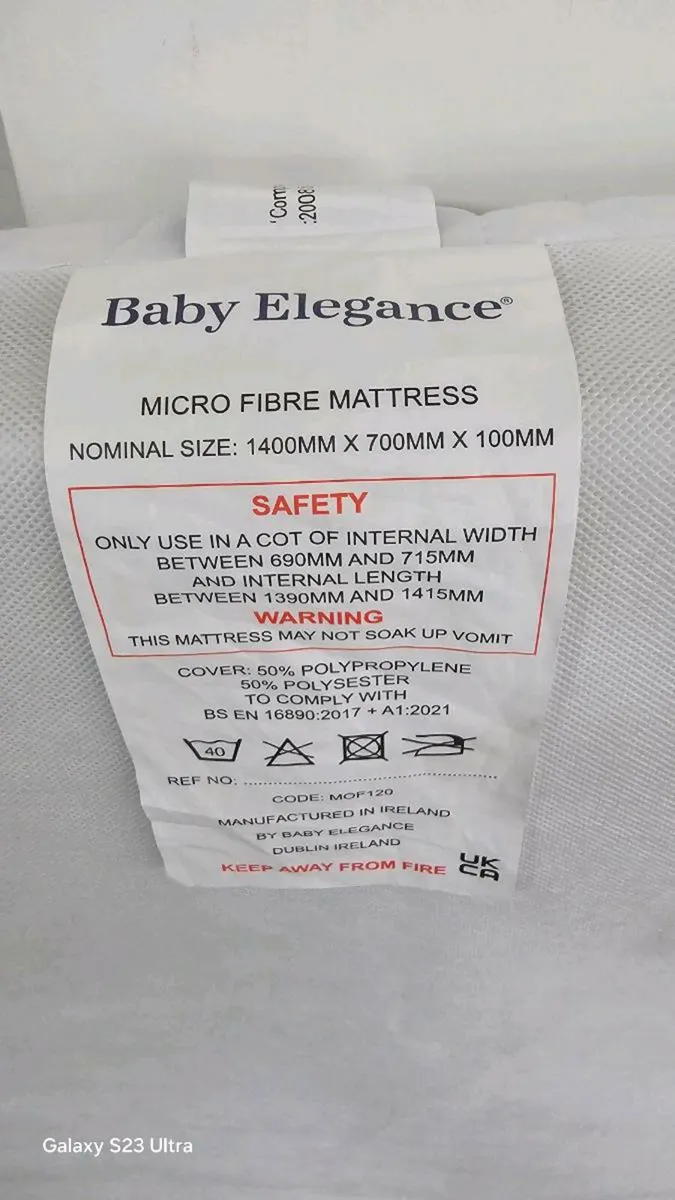 'Com
:2008
Baby Elegance®
MICRO FIBRE MATTRESS
NOMINAL SIZE: 1400MM X 700MM X 100MM
SAFETY
ONLY USE IN A COT OF INTERNAL WIDTH
BETWEEN 690MM AND 715MM
AND INTERNAL LENGTH
BETWEEN 1390MM AND 1415MM
WARNING
THIS MATTRESS MAY NOT SOAK UP VOMIT
COVER: 50% POLYPROPYLENE
50% POLYSESTER
TO COMPLY WITH
BS EN 16890:2017 + A1:2021
40
REF NO: ........................................
CODE: MOF120
MANUFACTURED IN IRELAND
BY BABY ELEGANCE
DUBLIN IRELAND
KEEP AWAY FROM FIRE
UK
CA
Galaxy S23 Ultra